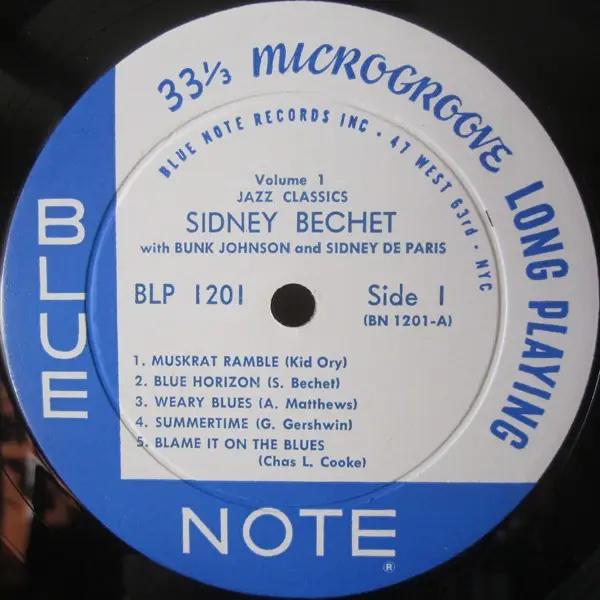 33⅓ MICROGROOVE LONG PLAYING
BLUE NOTE RECORDS INC • 47 WEST 63rd • NYC
Volume 1
JAZZ CLASSICS
SIDNEY BECHET
with BUNK JOHNSON and SIDNEY DE PARIS
BLP 1201
Side 1
(BN 1201-A)
1. MUSKRAT RAMBLE (Kid Ory)
2. BLUE HORIZON (S. Bechet)
3. WEARY BLUES (A. Matthews)
4. SUMMERTIME (G. Gershwin)
5. BLAME IT ON THE BLUES
(Chas L. Cooke)
BLUE
NOTE
®